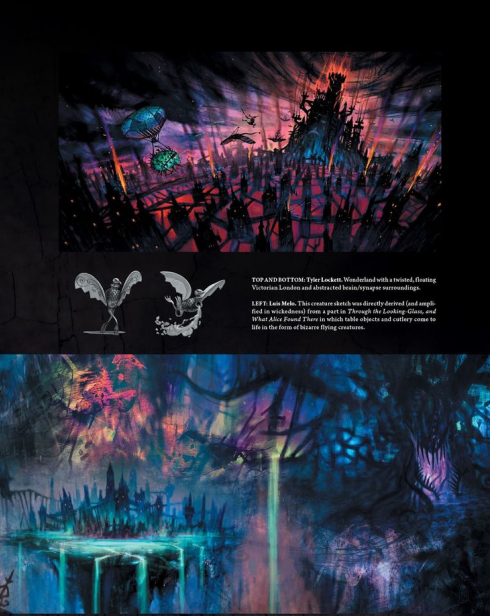 TOP AND BOTTOM: Tyler Lockett. Wonderland with a twisted, floating
Victorian London and abstracted brain/synapse surroundings.
LEFT: Luis Melo. This creature sketch was directly derived (and ampli-
fied in wickedness) from a part in Through the Looking-Glass, and
What Alice Found There in which table objects and cutlery come to
life in the form of bizarre flying creatures.